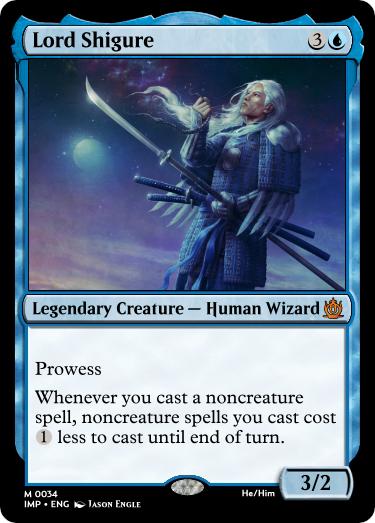 Lord Shigure 3
Legendary Creature — Human Wizard
Prowess
Whenever you cast a noncreature
spell, noncreature spells you cast cost
1 less to cast until end of turn.
3/2
M 0034 He/Him
IMP • ENG JASON ENGLE